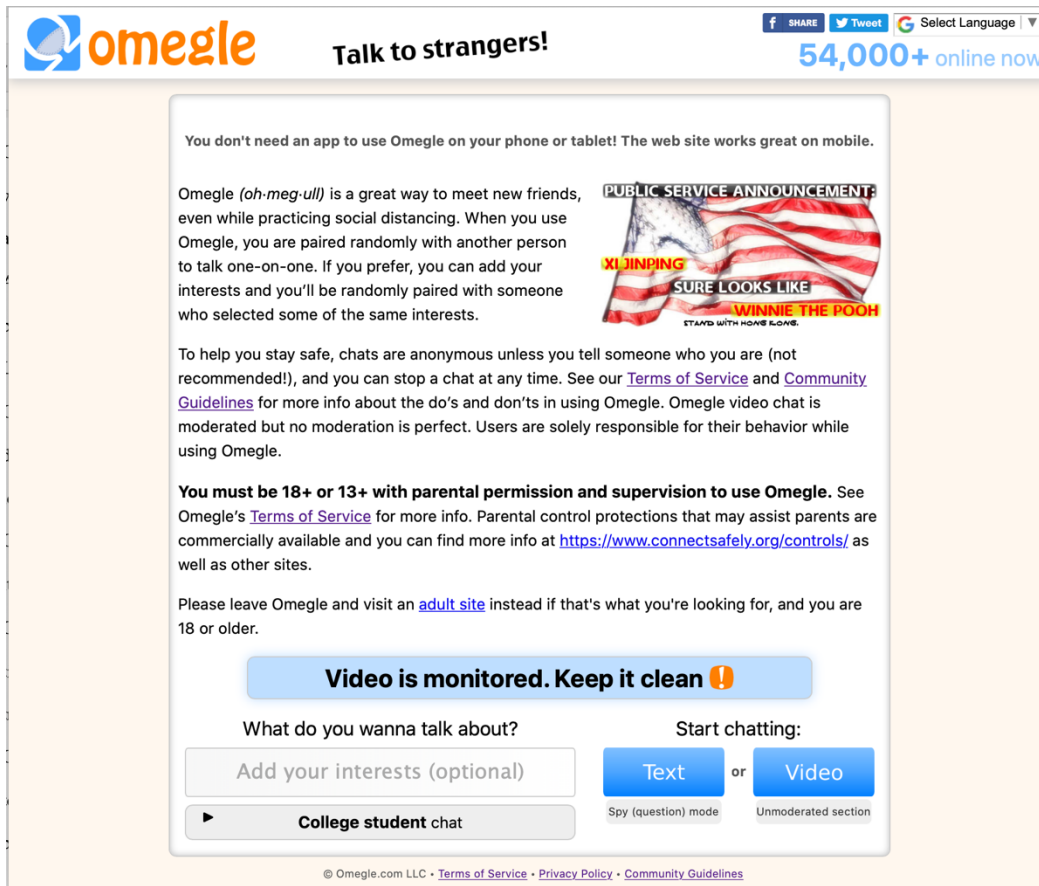 omegle
Talk to strangers!
f SHARE
Tweet
G Select Language ▼
54,000+ online now
You don't need an app to use Omegle on your phone or tablet! The web site works great on mobile.
Omegle (oh·meg·ull) is a great way to meet new friends,
even while practicing social distancing. When you use
Omegle, you are paired randomly with another person
to talk one-on-one. If you prefer, you can add your
interests and you’ll be randomly paired with someone
who selected some of the same interests.
PUBLIC SERVICE ANNOUNCEMENT:
XI JINPING
SURE LOOKS LIKE
WINNIE THE POOH
STAND WITH HONG KONG.
To help you stay safe, chats are anonymous unless you tell someone who you are (not
recommended!), and you can stop a chat at any time. See our Terms of Service and Community
Guidelines for more info about the do’s and don’ts in using Omegle. Omegle video chat is
moderated but no moderation is perfect. Users are solely responsible for their behavior while
using Omegle.
You must be 18+ or 13+ with parental permission and supervision to use Omegle. See
Omegle’s Terms of Service for more info. Parental control protections that may assist parents are
commercially available and you can find more info at https://www.connectsafely.org/controls/ as
well as other sites.
Please leave Omegle and visit an adult site instead if that's what you're looking for, and you are
18 or older.
Video is monitored. Keep it clean !
What do you wanna talk about?
Add your interests (optional)
College student chat
Start chatting:
Text or Video
Spy (question) mode
Unmoderated section
© Omegle.com LLC • Terms of Service • Privacy Policy • Community Guidelines